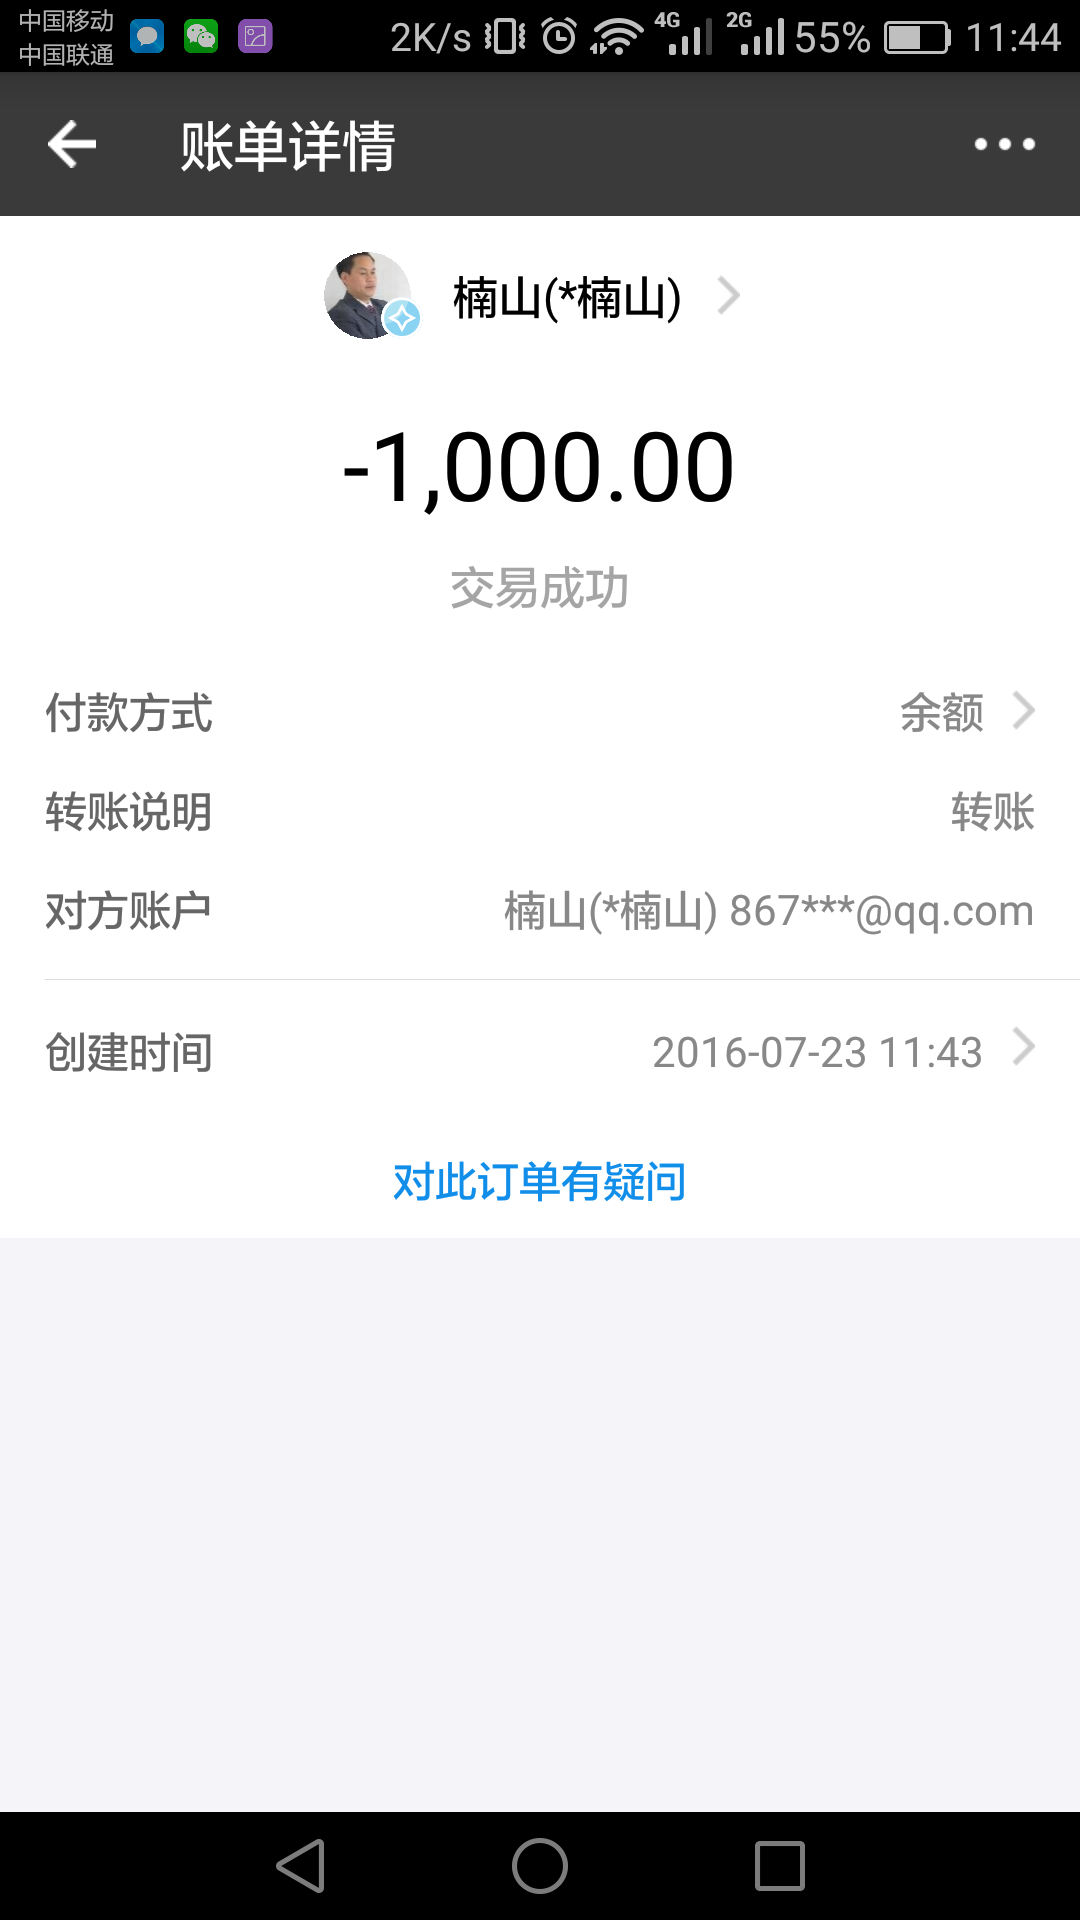 中国移动
中国联通
2K/s 4G 2G 55% 11:44
账单详情
楠山(*楠山)
-1,000.00
交易成功
付款方式 余额
转账说明 转账
对方账户 楠山(*楠山) 867***@qq.com
创建时间 2016-07-23 11:43
对此订单有疑问